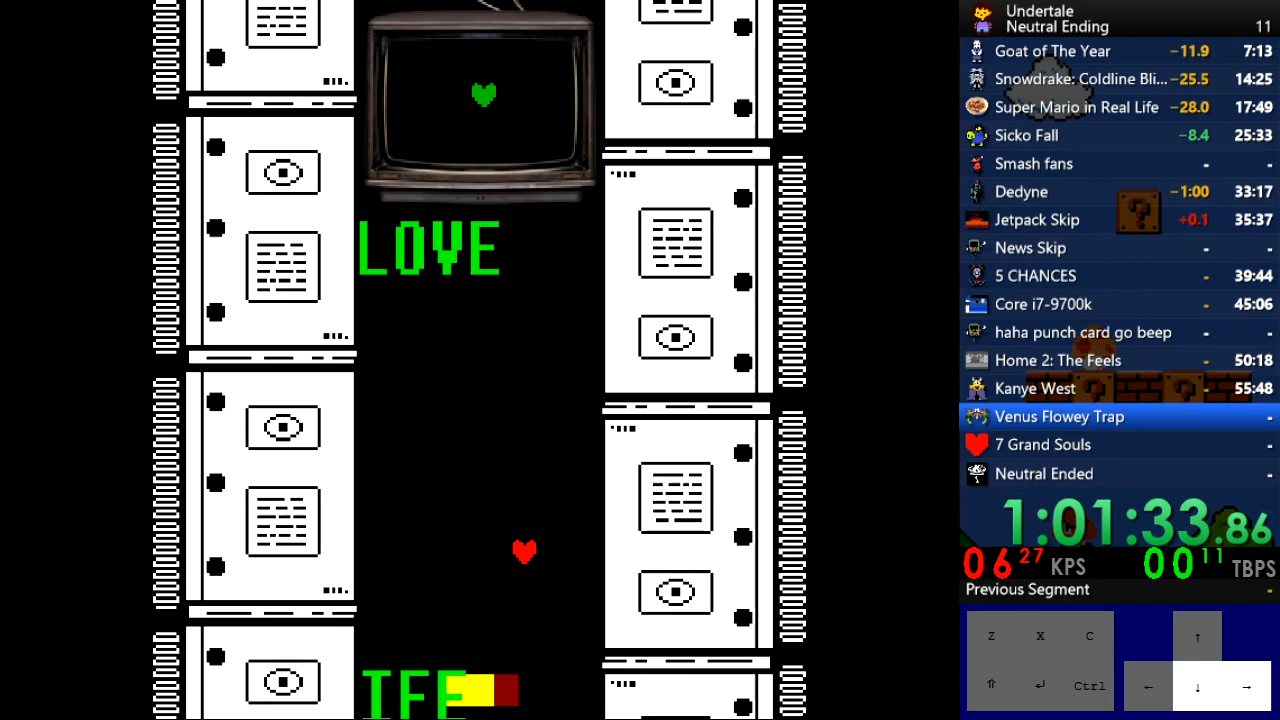 LOVE
IFE
Undertale
Neutral Ending 11
Goat of The Year −11.9 7:13
Snowdrake: Coldline Bli... −25.5 14:25
Super Mario in Real Life −28.0 17:49
Sicko Fall −8.4 25:33
Smash fans - -
Dedyne −1:00 33:17
Jetpack Skip +0.1 35:37
News Skip - -
5 CHANCES - 39:44
Core i7-9700k - 45:06
haha punch card go beep - -
Home 2: The Feels - 50:18
Kanye West - 55:48
Venus Flowey Trap -
7 Grand Souls -
Neutral Ended -
1:01:33.86
06 27 KPS 00 11 TBPS
Previous Segment -
Z X C ↑
⇧ ↵ Ctrl ← ↓ →